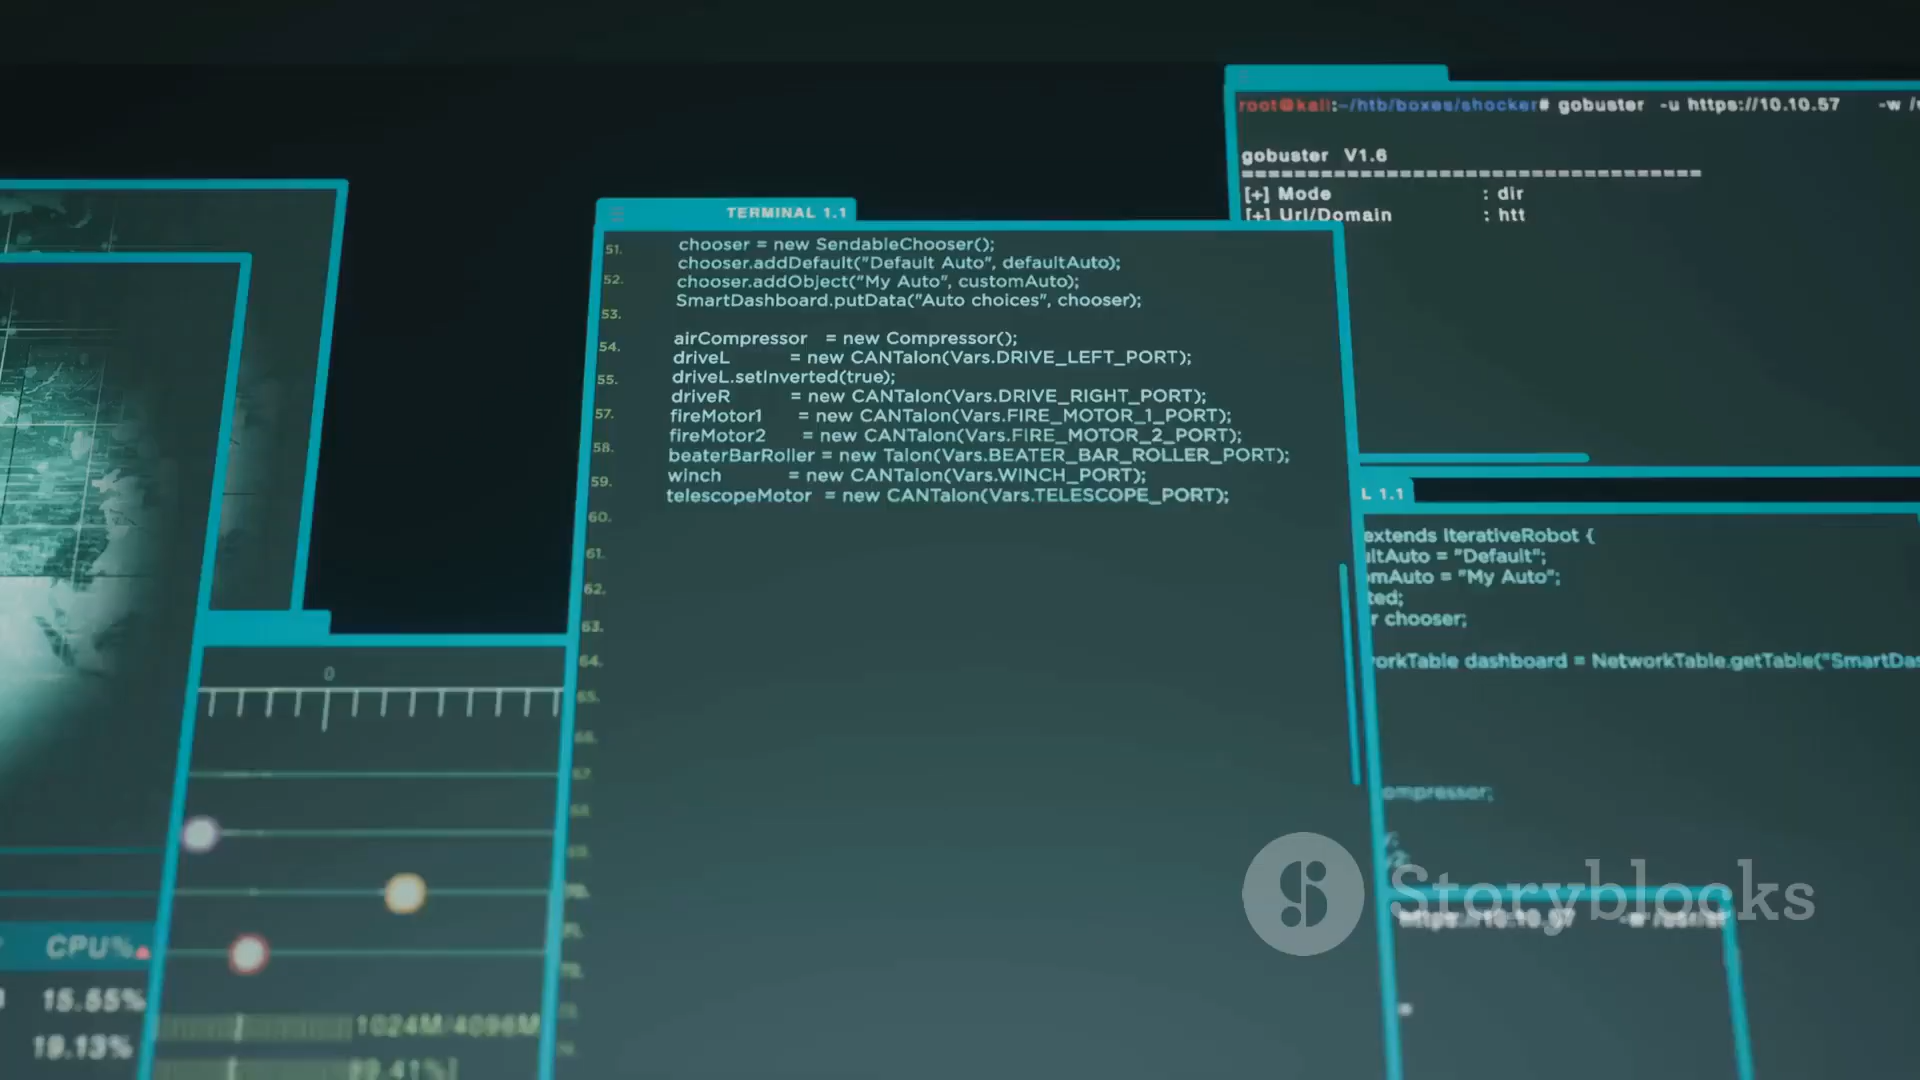 root@kali:~/htb/boxes/shocker# gobuster -u https://10.10.57 -w /
gobuster V1.6
=================================
[+] Mode : dir
[+] Url/Domain : htt
TERMINAL 1.1
51.
52.
53.
54.
55.
57.
58.
59.
60.
61.
62.
63.
64.
65.
66.
chooser = new SendableChooser();
chooser.addDefault("Default Auto", defaultAuto);
chooser.addObject("My Auto", customAuto);
SmartDashboard.putData("Auto choices", chooser);
airCompressor = new Compressor();
driveL = new CANTalon(Vars.DRIVE_LEFT_PORT);
driveL.setInverted(true);
driveR = new CANTalon(Vars.DRIVE_RIGHT_PORT);
fireMotor1 = new CANTalon(Vars.FIRE_MOTOR_1_PORT);
fireMotor2 = new CANTalon(Vars.FIRE_MOTOR_2_PORT);
beaterBarRoller = new Talon(Vars.BEATER_BAR_ROLLER_PORT);
winch = new CANTalon(Vars.WINCH_PORT);
telescopeMotor = new CANTalon(Vars.TELESCOPE_PORT);
L 1.1
extends IterativeRobot {
ltAuto = "Default";
mAuto = "My Auto";
ted;
r chooser;
workTable dashboard = NetworkTable.getTable("SmartDas
ompressor;
0
CPU%
15.55%
19.13%
1024M/4096M
Storyblocks